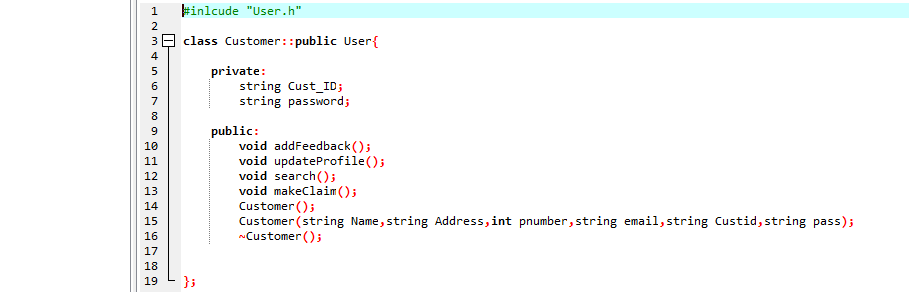 1 #inlcude "User.h"
2
3 class Customer::public User{
4
5 private:
6 string Cust_ID;
7 string password;
8
9 public:
10 void addFeedback();
11 void updateProfile();
12 void search();
13 void makeClaim();
14 Customer();
15 Customer(string Name,string Address,int pnumber,string email,string Custid,string pass);
16 ~Customer();
17
18
19 };